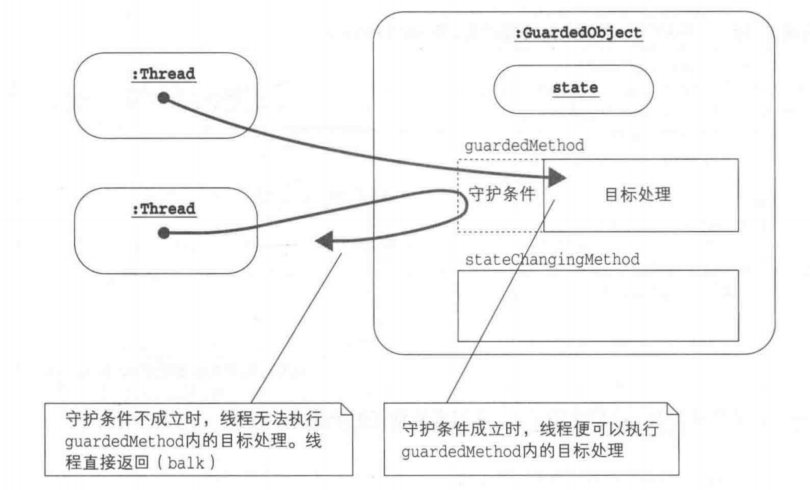 :GuardedObject
:Thread
state
guardedMethod
守护条件
目标处理
:Thread
stateChangingMethod
守护条件不成立时，线程无法执行
guardedMethod内的目标处理。线
程直接返回（balk）
守护条件成立时，线程便可以执行
guardedMethod内的目标处理